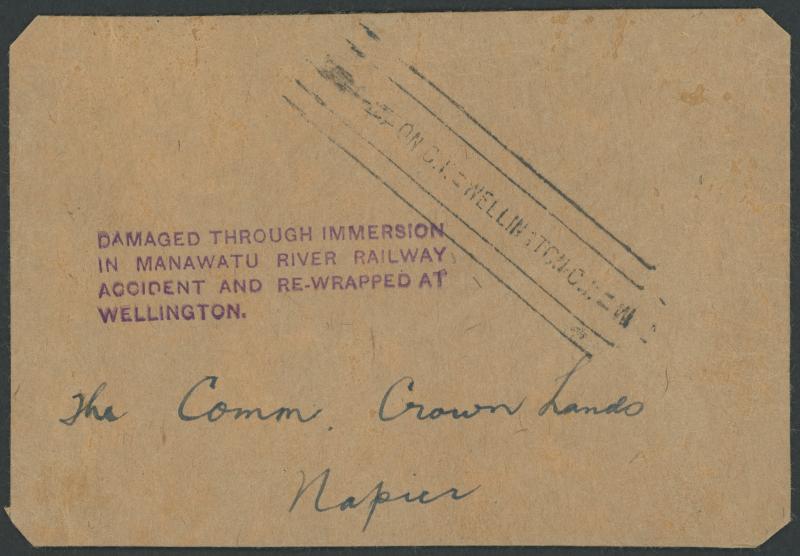 WELLINGTON
DAMAGED THROUGH IMMERSION
IN MANAWATU RIVER RAILWAY
ACCIDENT AND RE-WRAPPED AT
WELLINGTON.
The Comm. Crown Lands
Napier